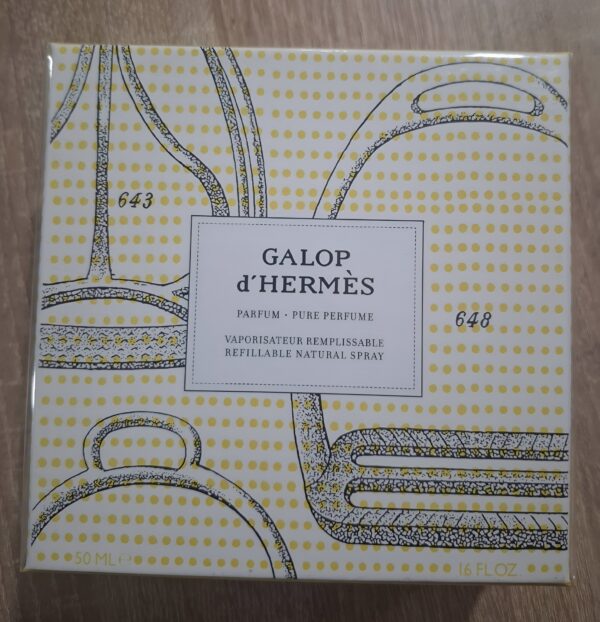 643
GALOP
d'HERMÈS
PARFUM · PURE PERFUME
VAPORISATEUR REMPLISSABLE
REFILLABLE NATURAL SPRAY
648
50 ML ℮
1.6 FL.OZ.